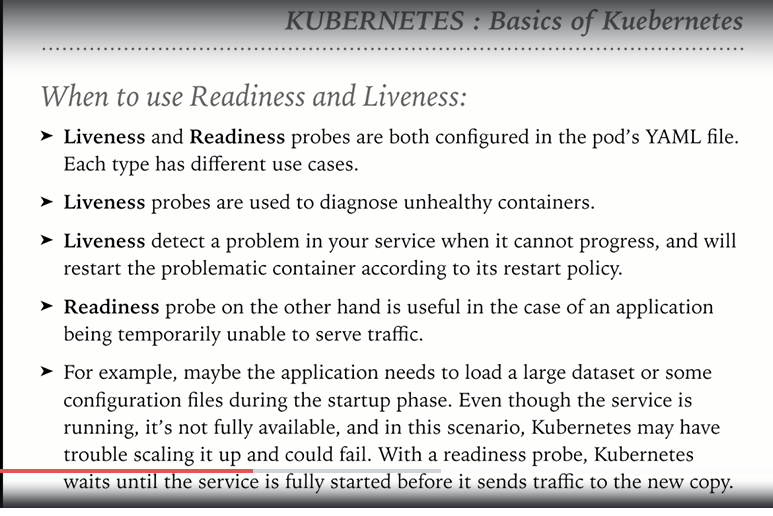 KUBERNETES : Basics of Kuebernetes
When to use Readiness and Liveness:
➤ Liveness and Readiness probes are both configured in the pod’s YAML file.
Each type has different use cases.
➤ Liveness probes are used to diagnose unhealthy containers.
➤ Liveness detect a problem in your service when it cannot progress, and will
restart the problematic container according to its restart policy.
➤ Readiness probe on the other hand is useful in the case of an application
being temporarily unable to serve traffic.
➤ For example, maybe the application needs to load a large dataset or some
configuration files during the startup phase. Even though the service is
running, it’s not fully available, and in this scenario, Kubernetes may have
trouble scaling it up and could fail. With a readiness probe, Kubernetes
waits until the service is fully started before it sends traffic to the new copy.